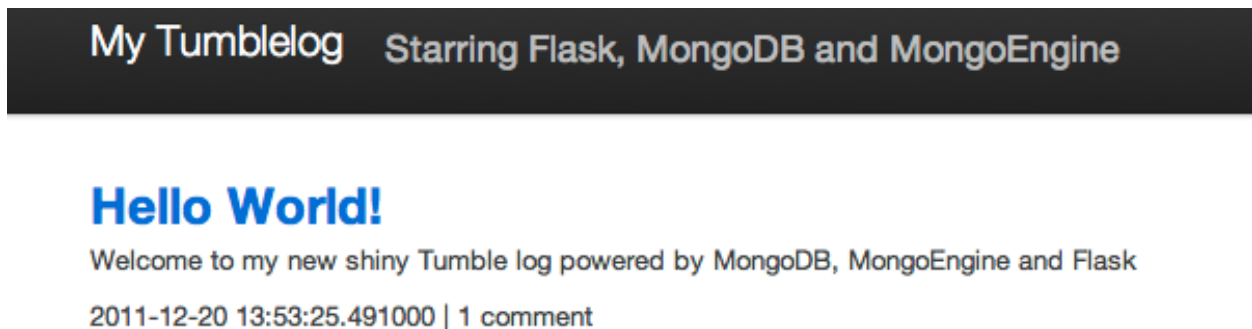 My Tumblelog Starring Flask, MongoDB and MongoEngine
Hello World!
Welcome to my new shiny Tumble log powered by MongoDB, MongoEngine and Flask
2011-12-20 13:53:25.491000 | 1 comment